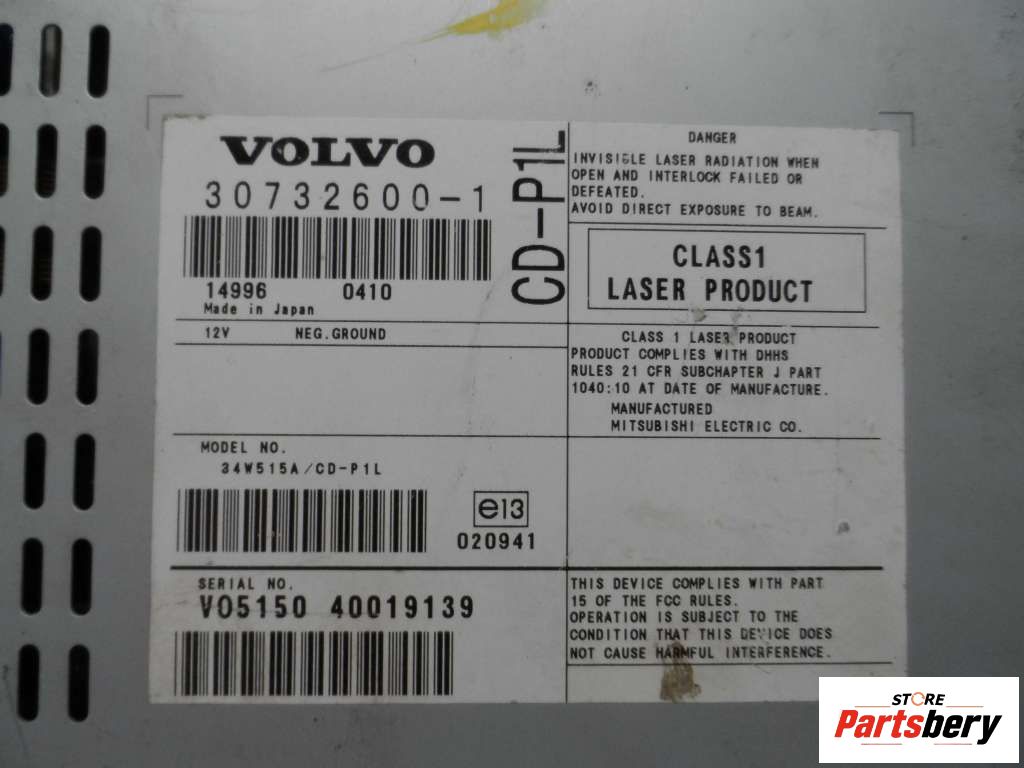 VOLVO
30732600-1
14996 0410
Made in Japan
CD-P1L
12V NEG.GROUND
MODEL NO.
34W515A/CD-P1L
e13
020941
SERIAL NO.
VO5150 40019139
DANGER
INVISIBLE LASER RADIATION WHEN
OPEN AND INTERLOCK FAILED OR
DEFEATED.
AVOID DIRECT EXPOSURE TO BEAM.
CLASS1
LASER PRODUCT
CLASS 1 LASER PRODUCT
PRODUCT COMPLIES WITH DHHS
RULES 21 CFR SUBCHAPTER J PART
1040:10 AT DATE OF MANUFACTURE.
MANUFACTURED
MITSUBISHI ELECTRIC CO.
THIS DEVICE COMPLIES WITH PART
15 OF THE FCC RULES.
OPERATION IS SUBJECT TO THE
CONDITION THAT THIS DEVICE DOES
NOT CAUSE HARMFUL INTERFERENCE.
STORE
Partsbery